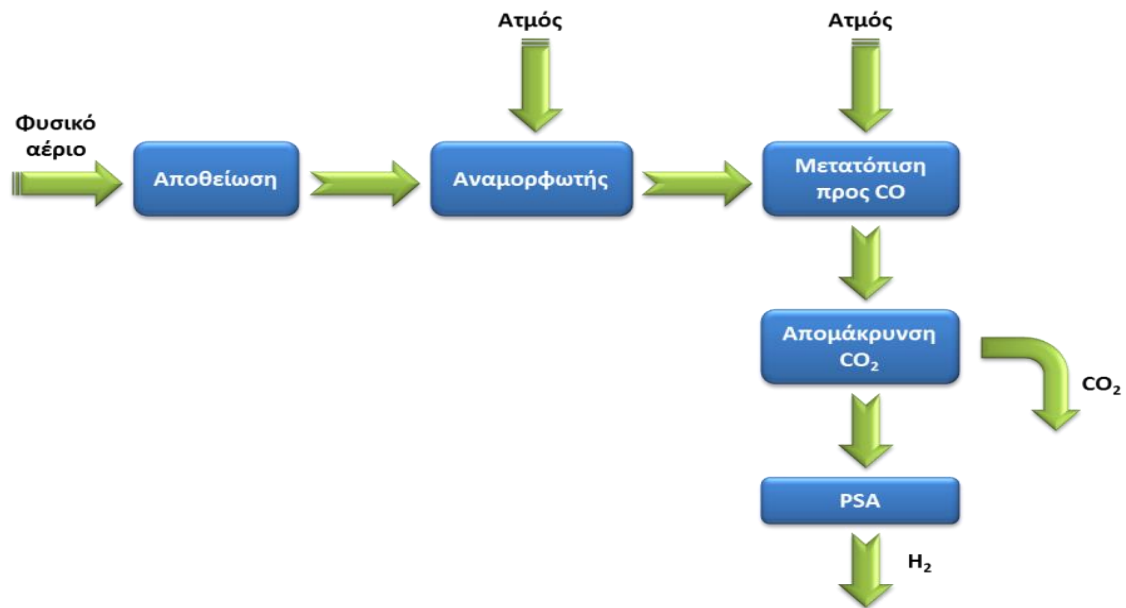 Ατμός
Ατμός
Φυσικό
αέριο
Αποθείωση
Αναμορφωτής
Μετατόπιση
προς CO
Απομάκρυνση
CO₂
CO₂
PSA
H₂